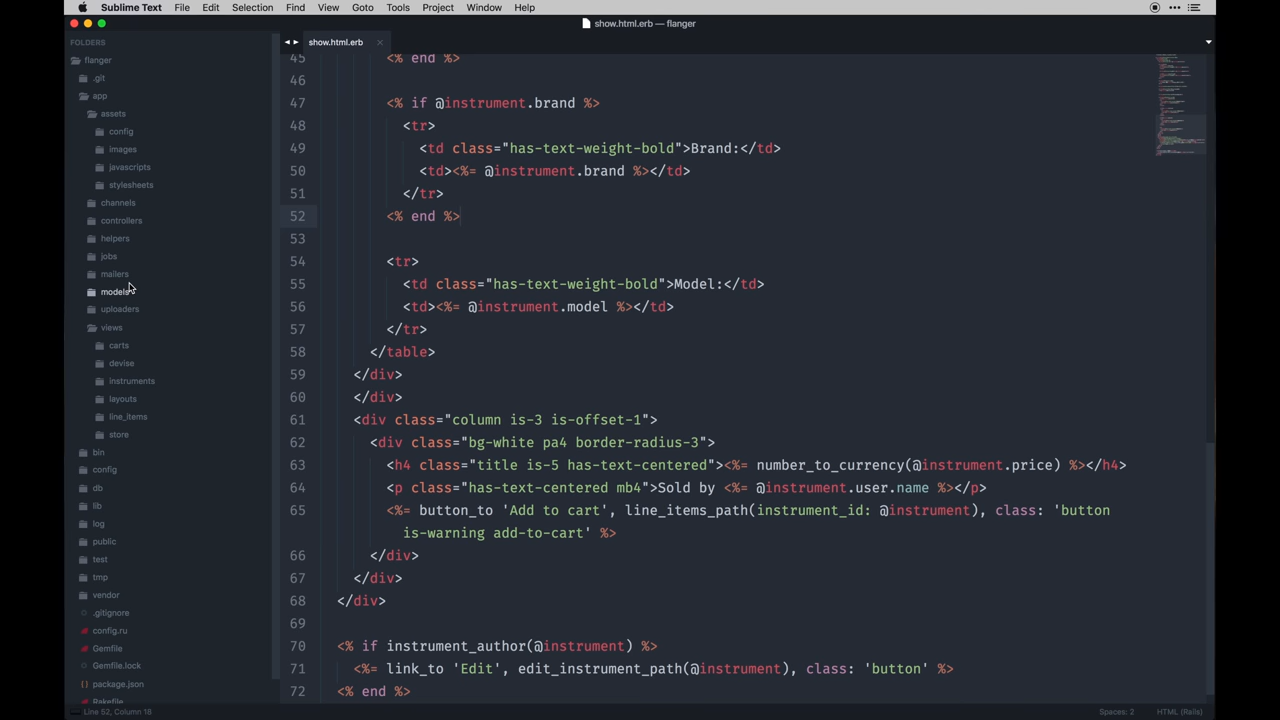 Sublime Text File Edit Selection Find View Goto Tools Project Window Help
show.html.erb — flanger
FOLDERS
flanger
.git
app
assets
config
images
javascripts
stylesheets
channels
controllers
helpers
jobs
mailers
models
uploaders
views
carts
devise
instruments
layouts
line_items
store
bin
config
db
lib
log
public
test
tmp
vendor
.gitignore
config.ru
Gemfile
Gemfile.lock
package.json
Rakefile
show.html.erb
45 <% end %>
46
47 <% if @instrument.brand %>
48 <tr>
49 <td class="has-text-weight-bold">Brand:</td>
50 <td><%= @instrument.brand %></td>
51 </tr>
52 <% end %>
53
54 <tr>
55 <td class="has-text-weight-bold">Model:</td>
56 <td><%= @instrument.model %></td>
57 </tr>
58 </table>
59 </div>
60 </div>
61 <div class="column is-3 is-offset-1">
62 <div class="bg-white pa4 border-radius-3">
63 <h4 class="title is-5 has-text-centered"><%= number_to_currency(@instrument.price) %></h4>
64 <p class="has-text-centered mb4">Sold by <%= @instrument.user.name %></p>
65 <%= button_to 'Add to cart', line_items_path(instrument_id: @instrument), class: 'button
is-warning add-to-cart' %>
66 </div>
67 </div>
68 </div>
69
70 <% if instrument_author(@instrument) %>
71 <%= link_to 'Edit', edit_instrument_path(@instrument), class: 'button' %>
72 <% end %>
Line 52, Column 16
Spaces: 2
HTML (Rails)